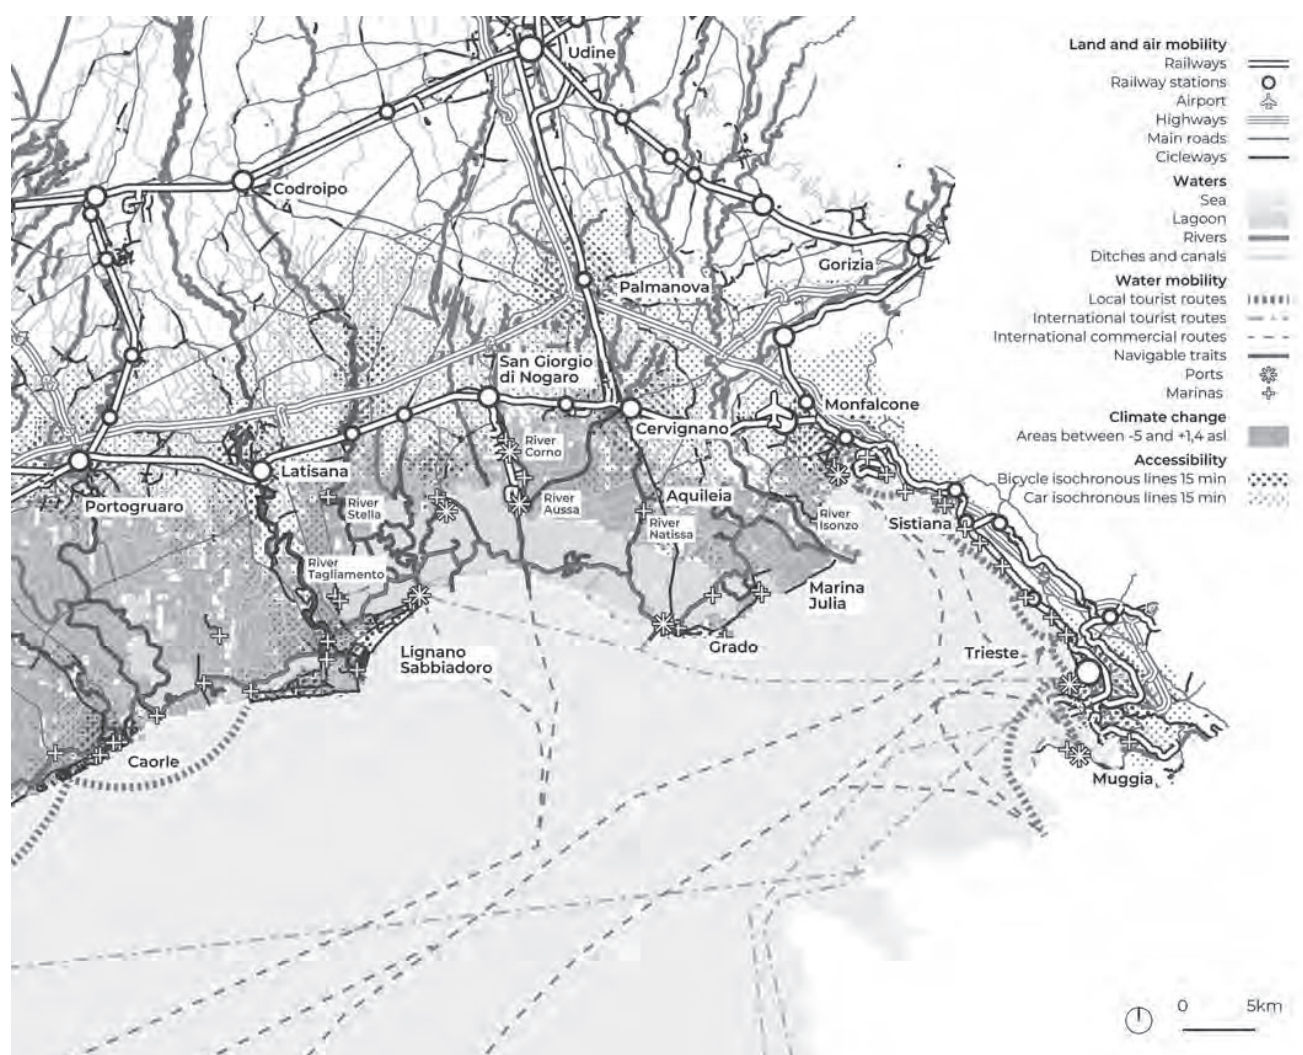 Udine
Codroipo
Gorizia
Palmanova
San Giorgio
di Nogaro
Monfalcone
Cervignano
River
Corno
Latisana
Portogruaro
River
Stella
River
Aussa
Aquileia
River
Natissa
River
Isonzo
Sistiana
River
Tagliamento
Marina
Julia
Lignano
Sabbiadoro
Grado
Trieste
Caorle
Muggia
Land and air mobility
Railways
Railway stations
Airport
Highways
Main roads
Cicleways
Waters
Sea
Lagoon
Rivers
Ditches and canals
Water mobility
Local tourist routes
International tourist routes
International commercial routes
Navigable traits
Ports
Marinas
Climate change
Areas between -5 and +1,4 asl
Accessibility
Bicycle isochronous lines 15 min
Car isochronous lines 15 min
0 5km